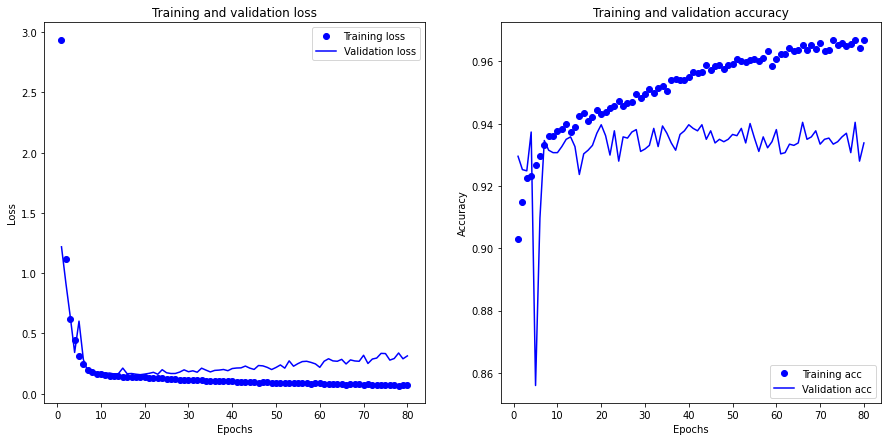 Training and validation loss
3.0
2.5
2.0
1.5
1.0
0.5
0.0
Loss
Training loss
Validation loss
0 10 20 30 40 50 60 70 80
Epochs
Training and validation accuracy
0.96
0.94
0.92
0.90
0.88
0.86
Accuracy
Training acc
Validation acc
0 10 20 30 40 50 60 70 80
Epochs